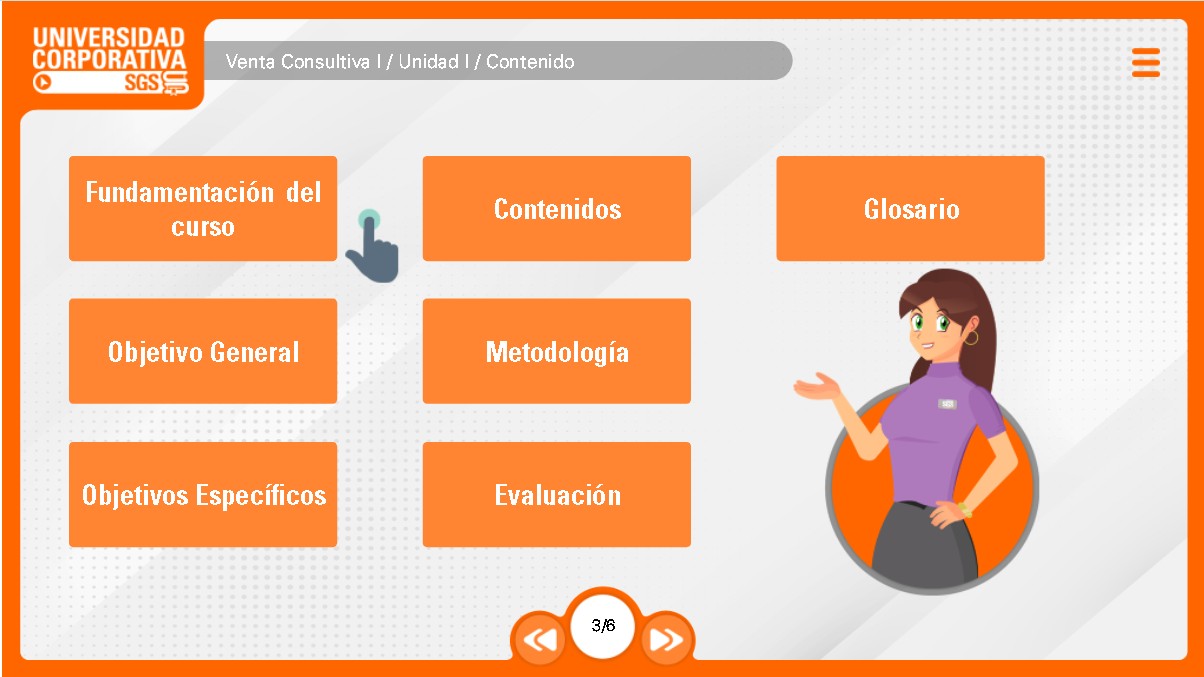 UNIVERSIDAD
CORPORATIVA
SGS
Venta Consultiva I / Unidad I / Contenido
Fundamentación del
curso
Contenidos
Glosario
Objetivo General
Metodología
Objetivos Específicos
Evaluación
3/6